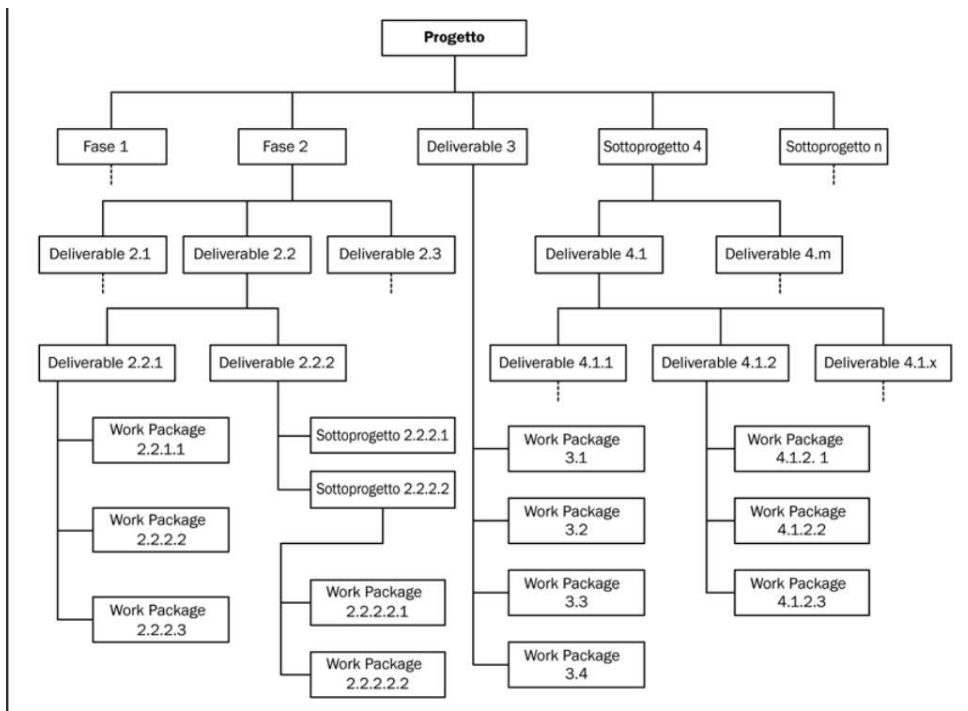 Progetto
Fase 1
Fase 2
Deliverable 3
Sottoprogetto 4
Sottoprogetto n
Deliverable 2.1
Deliverable 2.2
Deliverable 2.3
Deliverable 4.1
Deliverable 4.m
Deliverable 2.2.1
Deliverable 2.2.2
Deliverable 4.1.1
Deliverable 4.1.2
Deliverable 4.1.x
Work Package
2.2.1.1
Work Package
2.2.2.2
Work Package
2.2.2.3
Sottoprogetto 2.2.2.1
Sottoprogetto 2.2.2.2
Work Package
2.2.2.2.1
Work Package
2.2.2.2.2
Work Package
3.1
Work Package
3.2
Work Package
3.3
Work Package
3.4
Work Package
4.1.2. 1
Work Package
4.1.2.2
Work Package
4.1.2.3